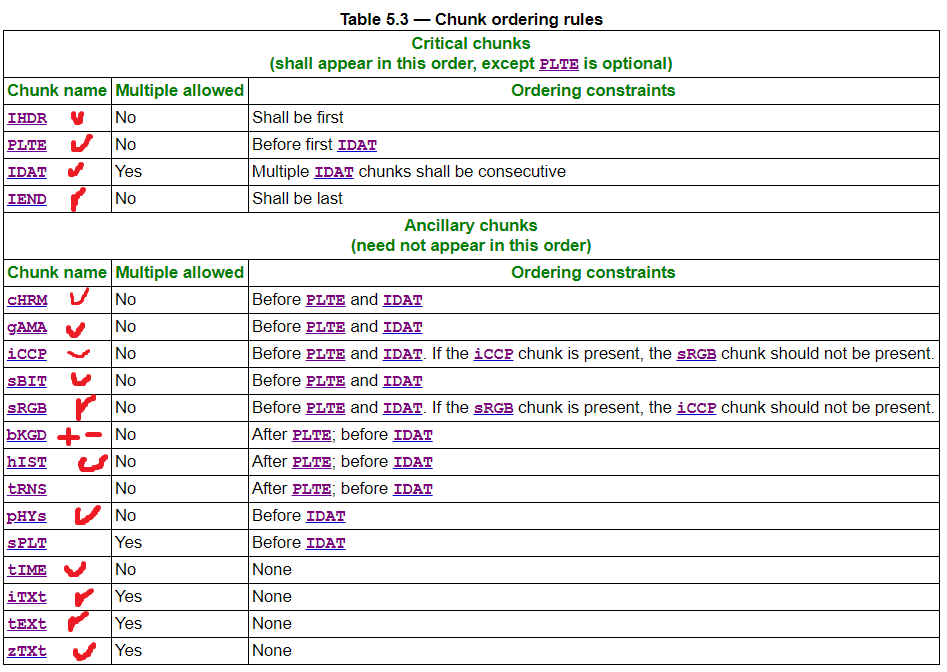 Table 5.3 — Chunk ordering rules
Critical chunks
(shall appear in this order, except PLTE is optional)
Chunk name Multiple allowed Ordering constraints
IHDR No Shall be first
PLTE No Before first IDAT
IDAT Yes Multiple IDAT chunks shall be consecutive
IEND No Shall be last
Ancillary chunks
(need not appear in this order)
Chunk name Multiple allowed Ordering constraints
cHRM No Before PLTE and IDAT
gAMA No Before PLTE and IDAT
iCCP No Before PLTE and IDAT. If the iCCP chunk is present, the sRGB chunk should not be present.
sBIT No Before PLTE and IDAT
sRGB No Before PLTE and IDAT. If the sRGB chunk is present, the iCCP chunk should not be present.
bKGD + - No After PLTE; before IDAT
hIST No After PLTE; before IDAT
tRNS No After PLTE; before IDAT
pHYs No Before IDAT
sPLT Yes Before IDAT
tIME No None
iTXt Yes None
tEXt Yes None
zTXt Yes None